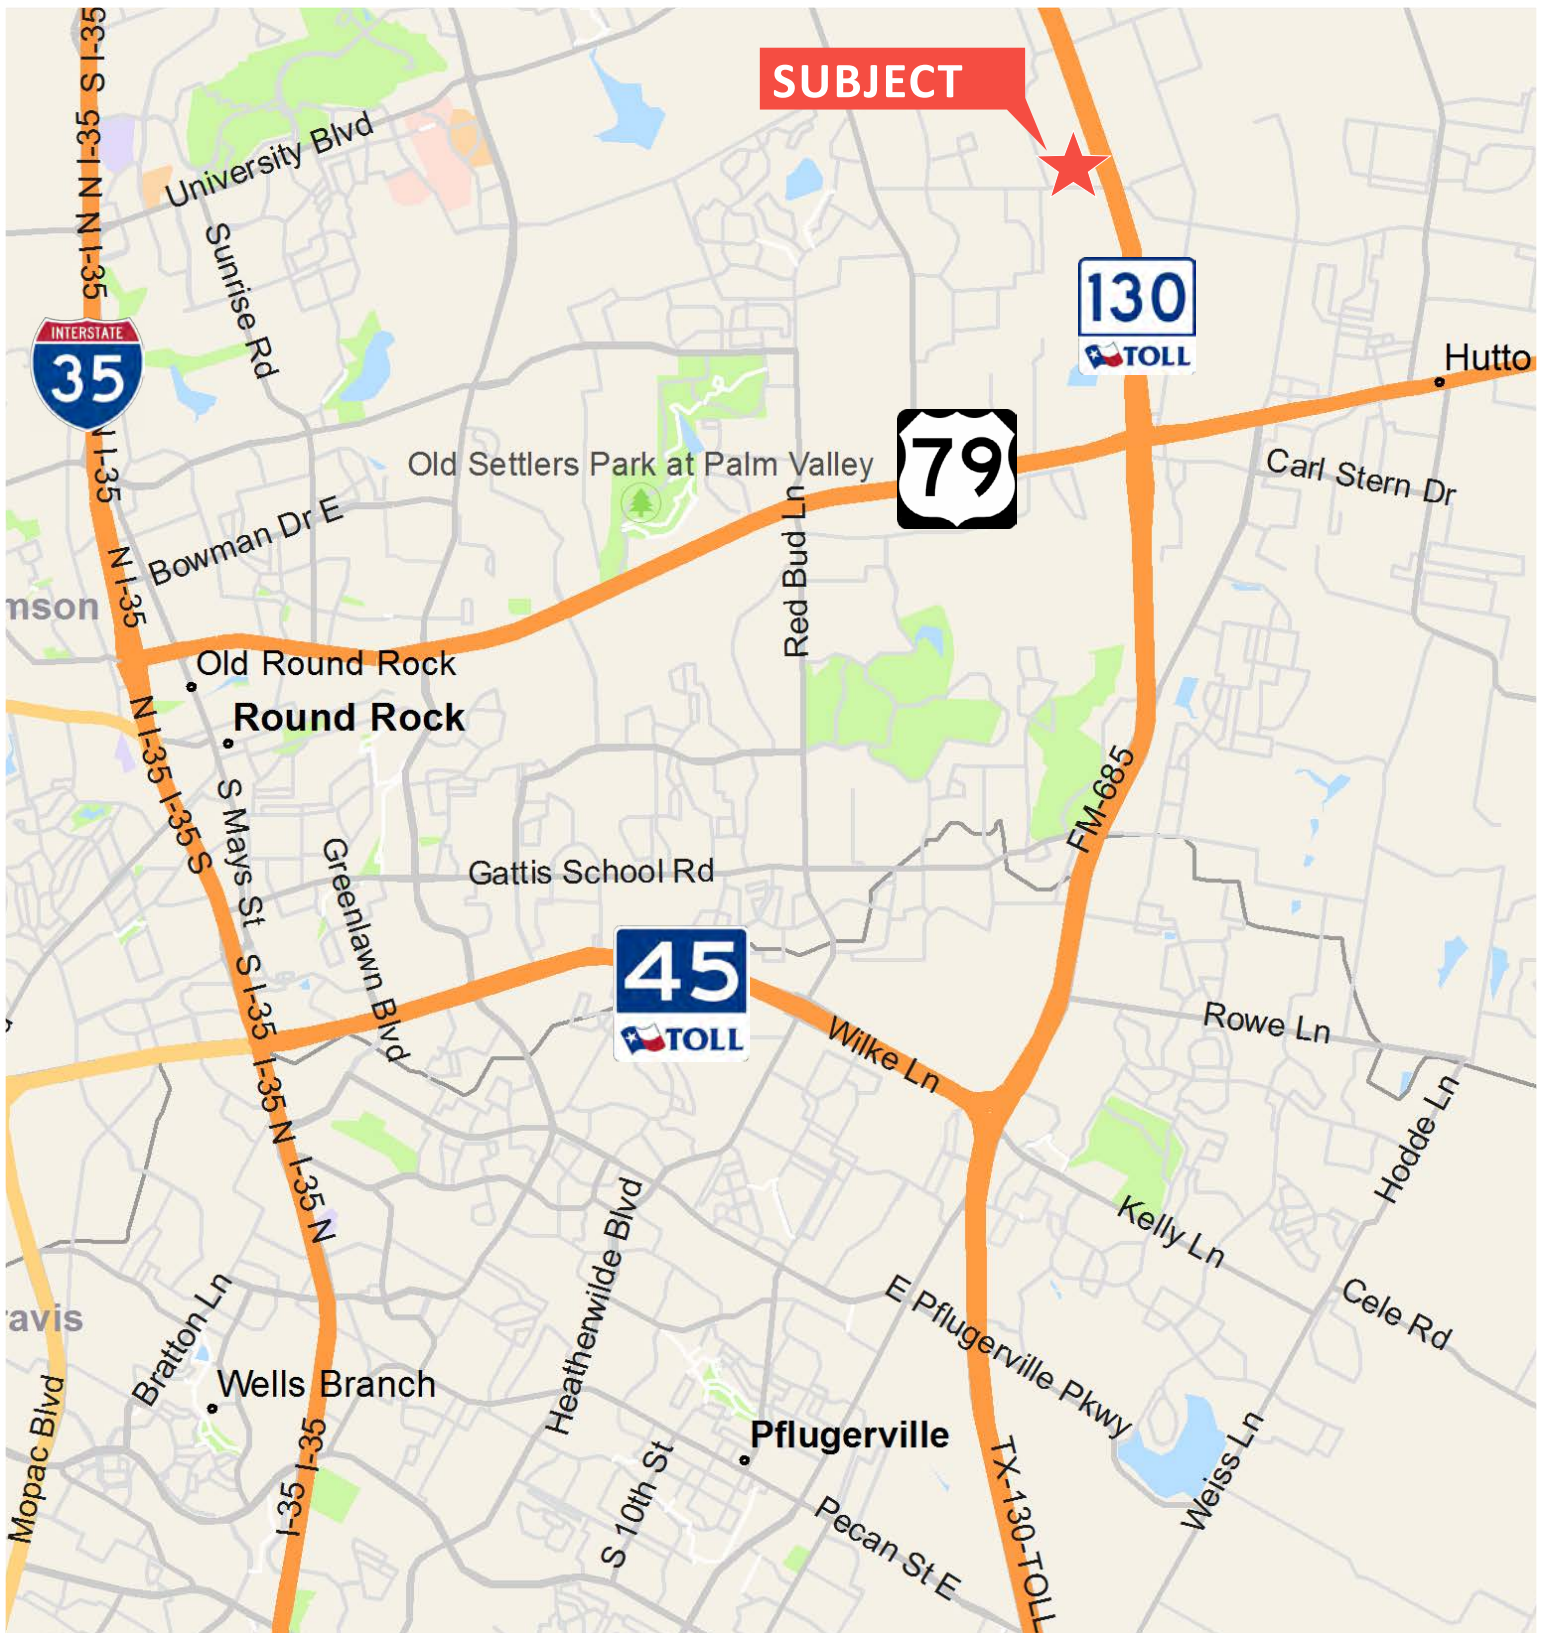 S I-35
SUBJECT
N I-35
University Blvd
N I-35
Sunrise Rd
130
TOLL
INTERSTATE
35
Hutto
N I-35
79
Old Settlers Park at Palm Valley
Carl Stern Dr
Bowman Dr E
Red Bud Ln
N I-35
mson
Old Round Rock
Round Rock
N I-35
FM-685
I-35 S
S Mays St
Greenlawn Blvd
Gattis School Rd
45
TOLL
S I-35
Wilke Ln
Rowe Ln
I-35 N
Hodde Ln
I-35 N
Heatherwilde Blvd
Kelly Ln
E Pflugerville Pkwy
Cele Rd
avis
Bratton Ln
Wells Branch
Mopac Blvd
Pflugerville
I-35
I-35
S 10th St
Weiss Ln
Pecan St E
TX-130-TOLL